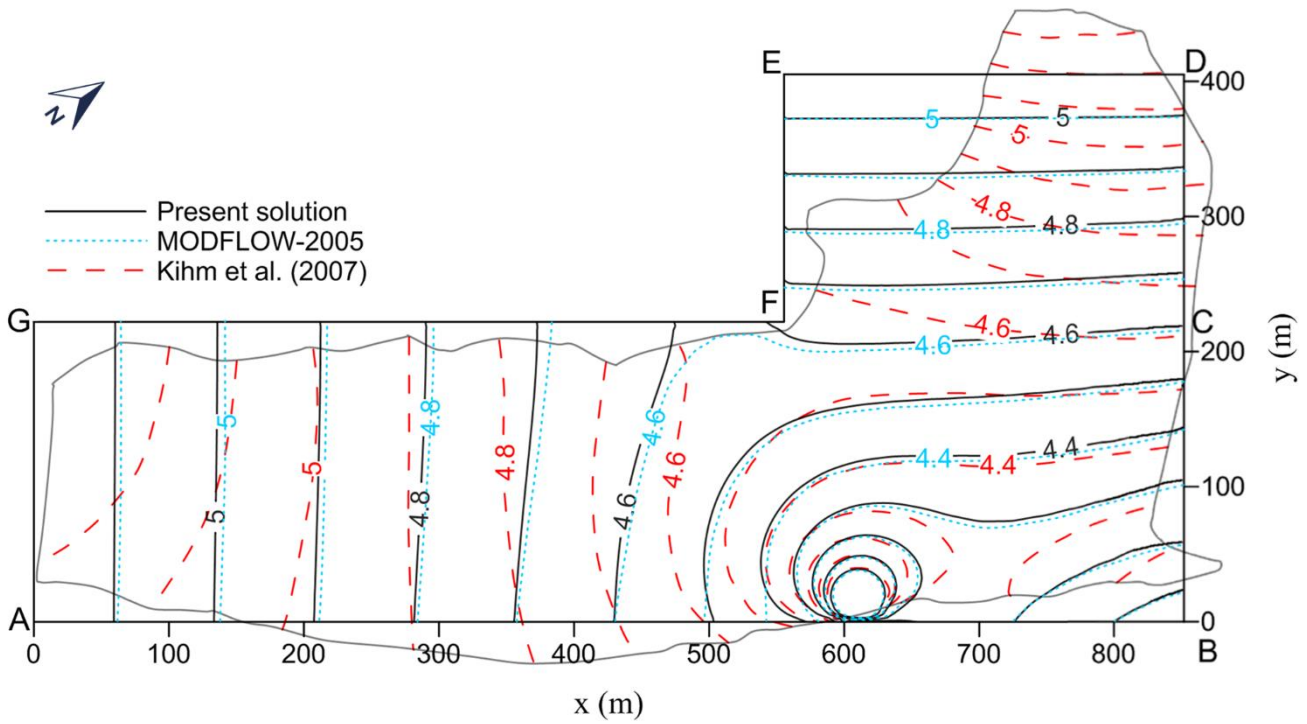 E
D
400
N
5
5
5
Present solution
MODFLOW-2005
Kihm et al. (2007)
4.8
4.8
4.8
300
G
F
C
4.6
4.6
4.6
200
y (m)
5
4.8
4.6
5
4.8
4.6
4.4
4.4
4.4
5
4.8
4.6
100
A
0
0
100
200
300
400
500
600
700
800
B
x (m)